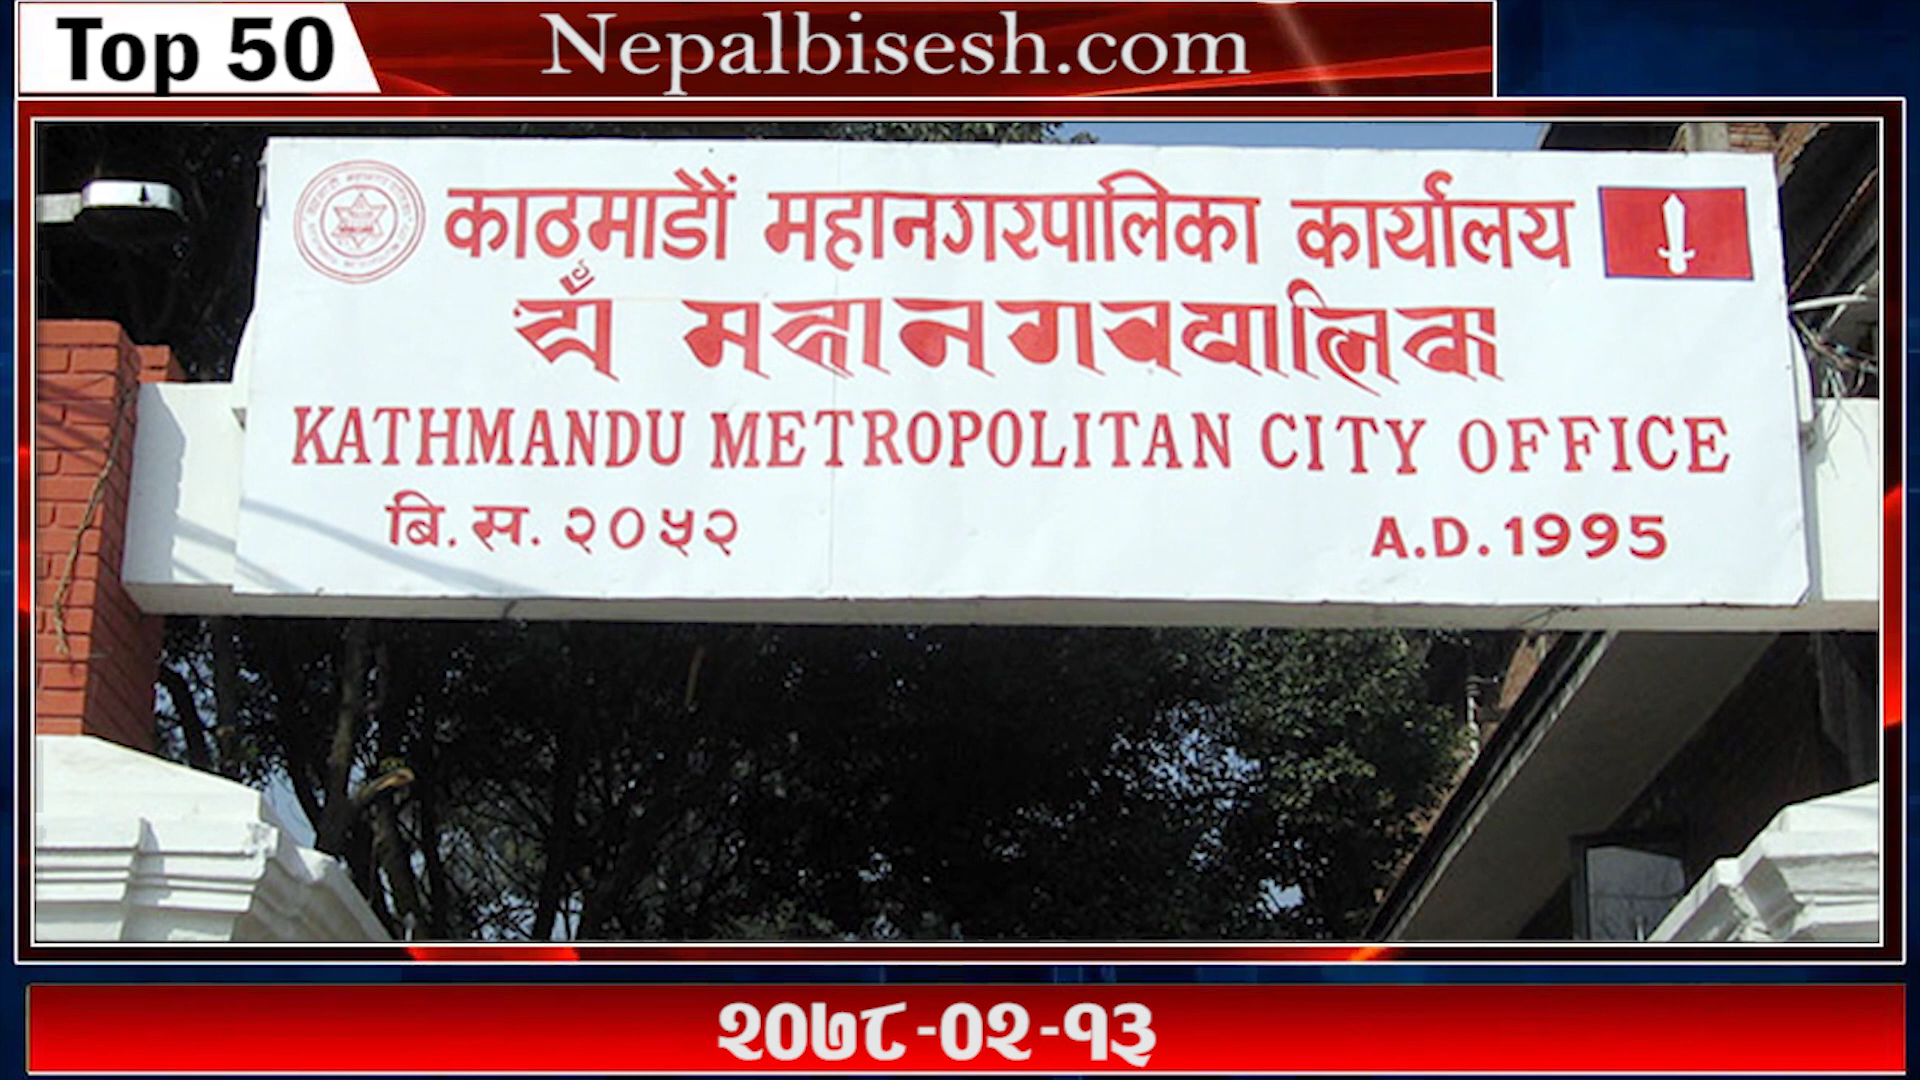 Top 50
Nepalbisesh.com
काठमाडौं महानगरपालिका कार्यालय
KATHMANDU METROPOLITAN CITY OFFICE
बि. स. २०५२
A.D. 1995
२०७८-०२-१३